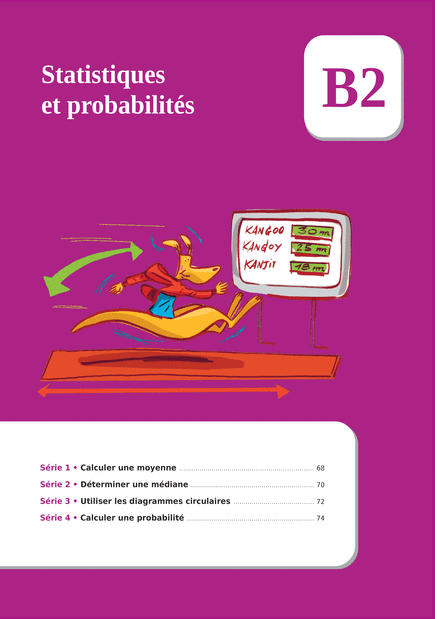 Statistiques
et probabilités
B2
KANGOO 30 m
KANGOY 25 m
KANJII 18 m
Série 1 • Calculer une moyenne 68
Série 2 • Déterminer une médiane 70
Série 3 • Utiliser les diagrammes circulaires 72
Série 4 • Calculer une probabilité 74